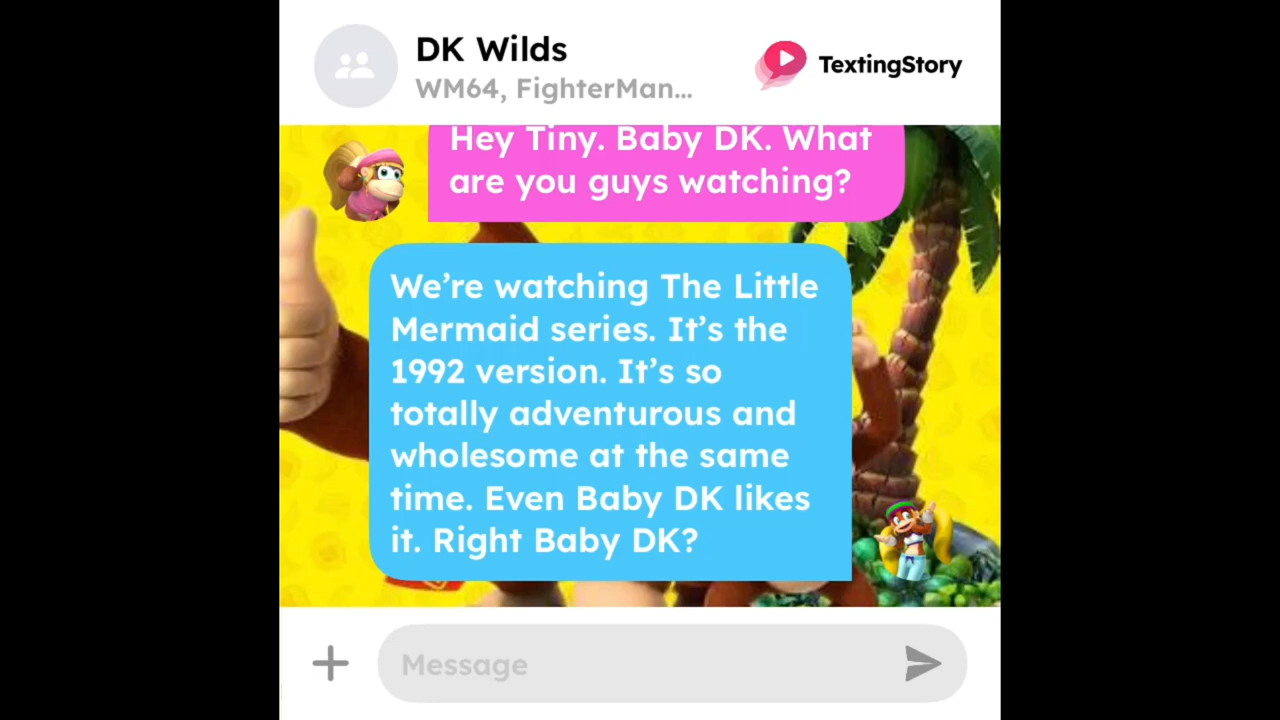 DK Wilds
WM64, FighterMan...
TextingStory
Hey Tiny. Baby DK. What
are you guys watching?
We’re watching The Little
Mermaid series. It’s the
1992 version. It’s so
totally adventurous and
wholesome at the same
time. Even Baby DK likes
it. Right Baby DK?
Message